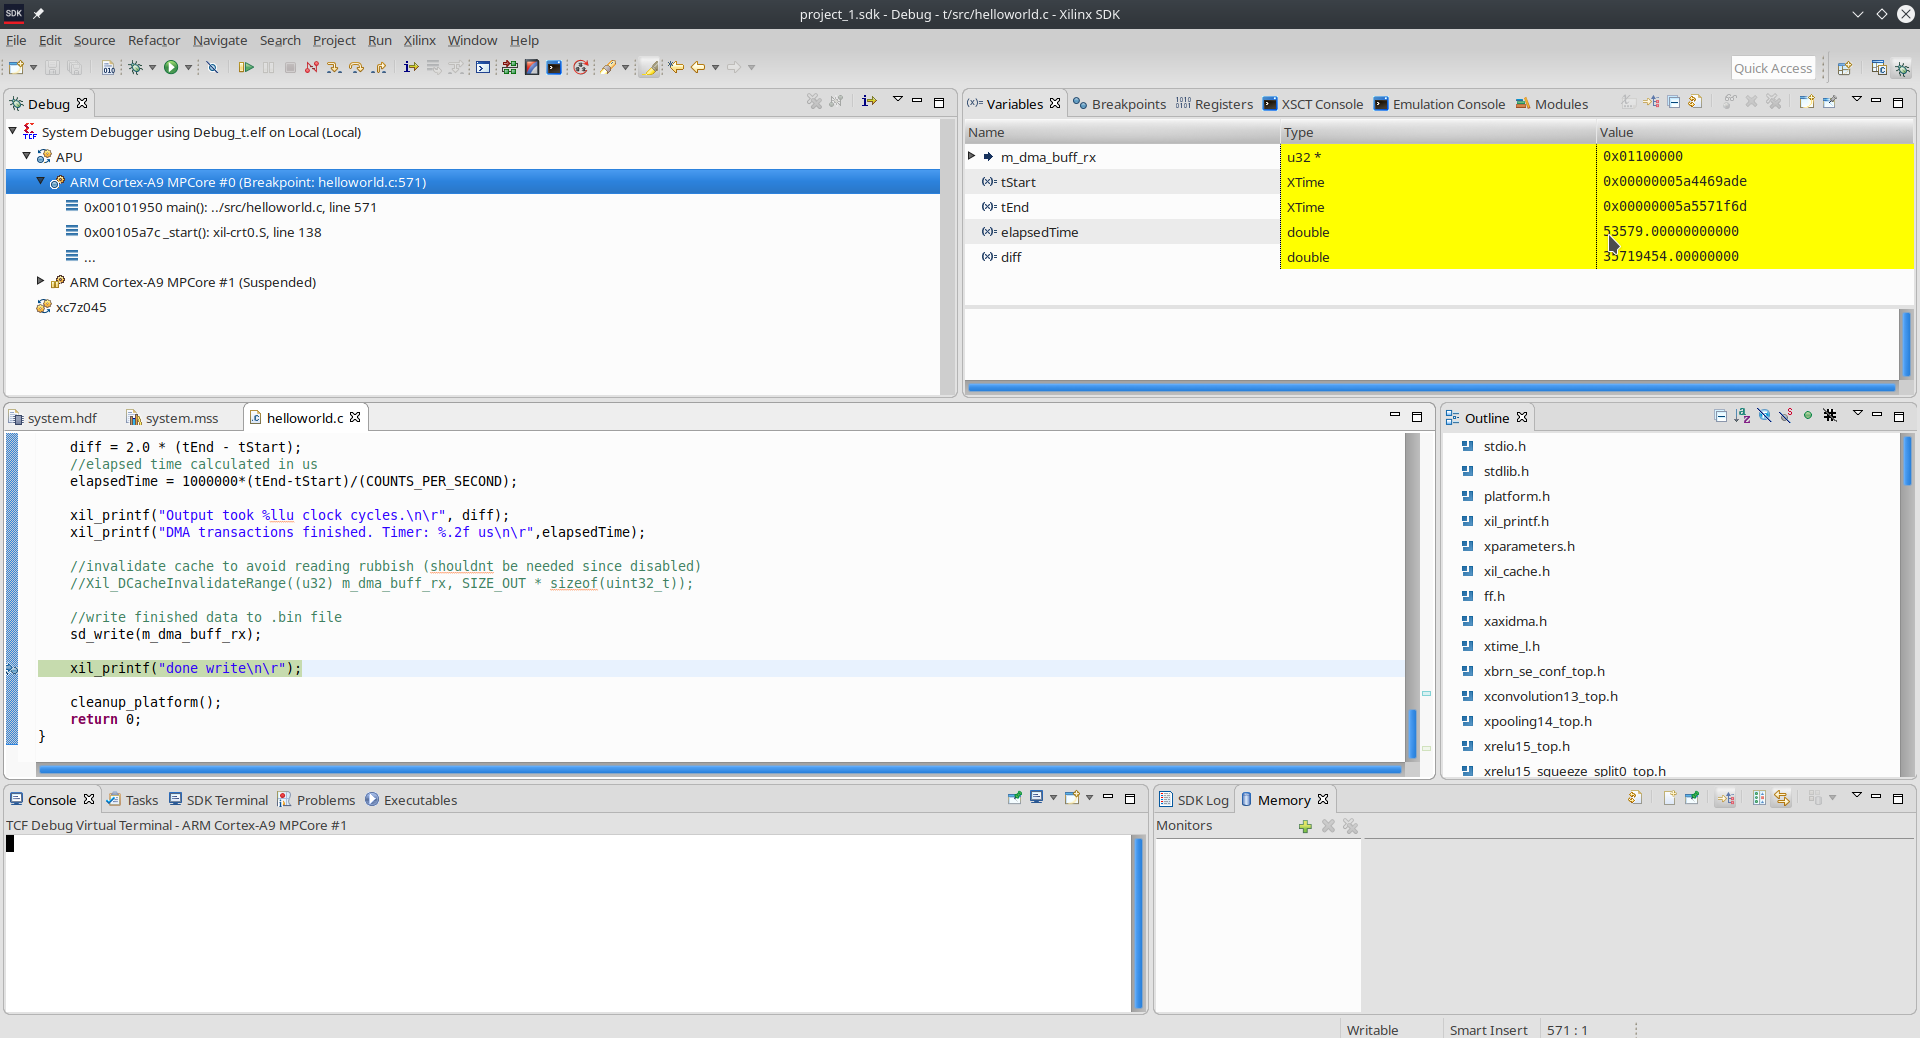 SDK
project_1.sdk - Debug - t/src/helloworld.c - Xilinx SDK
File Edit Source Refactor Navigate Search Project Run Xilinx Window Help
Quick Access
Debug
System Debugger using Debug_t.elf on Local (Local)
APU
ARM Cortex-A9 MPCore #0 (Breakpoint: helloworld.c:571)
0x00101950 main(): ../src/helloworld.c, line 571
0x00105a7c _start(): xil-crt0.S, line 138
...
ARM Cortex-A9 MPCore #1 (Suspended)
xc7z045
Variables Breakpoints Registers XSCT Console Emulation Console Modules
Name Type Value
m_dma_buff_rx u32 * 0x01100000
tStart XTime 0x00000005a4469ade
tEnd XTime 0x00000005a5571f6d
elapsedTime double 53579.00000000000
diff double 35719454.00000000
system.hdf system.mss helloworld.c
diff = 2.0 * (tEnd - tStart);
//elapsed time calculated in us
elapsedTime = 1000000*(tEnd-tStart)/(COUNTS_PER_SECOND);
xil_printf("Output took %llu clock cycles.\n\r", diff);
xil_printf("DMA transactions finished. Timer: %.2f us\n\r",elapsedTime);
//invalidate cache to avoid reading rubbish (shouldnt be needed since disabled)
//Xil_DCacheInvalidateRange((u32) m_dma_buff_rx, SIZE_OUT * sizeof(uint32_t));
//write finished data to .bin file
sd_write(m_dma_buff_rx);
xil_printf("done write\n\r");
cleanup_platform();
return 0;
}
Outline
stdio.h
stdlib.h
platform.h
xil_printf.h
xparameters.h
xil_cache.h
ff.h
xaxidma.h
xtime_l.h
xbrn_se_conf_top.h
xconvolution13_top.h
xpooling14_top.h
xrelu15_top.h
xrelu15_squeeze_split0_top.h
Console Tasks SDK Terminal Problems Executables
TCF Debug Virtual Terminal - ARM Cortex-A9 MPCore #1
SDK Log Memory
Monitors
Writable Smart Insert 571 : 1